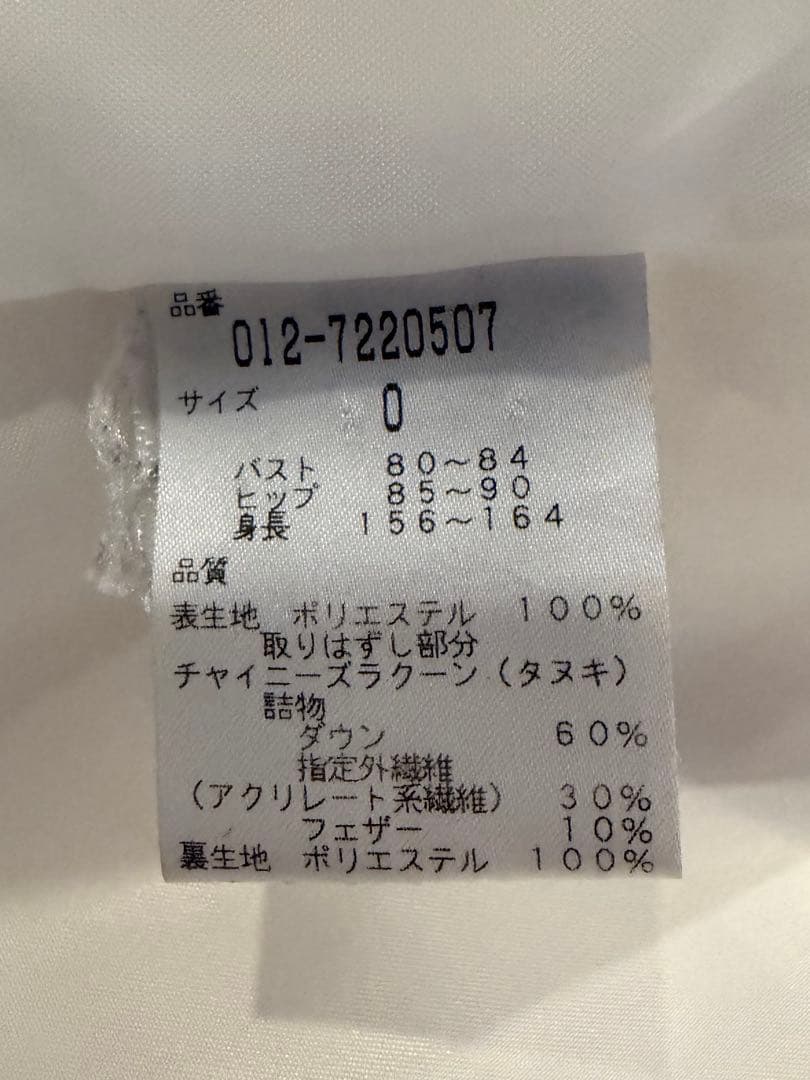 品番
012-7220507
サイズ 0
バスト 80~84
ヒップ 85~90
身長 156~164
品質
表生地 ポリエステル 100%
取りはずし部分
チャイニーズラクーン(タヌキ)
詰物
ダウン 60%
指定外繊維
(アクリレート系繊維) 30%
フェザー 10%
裏生地 ポリエステル 100%